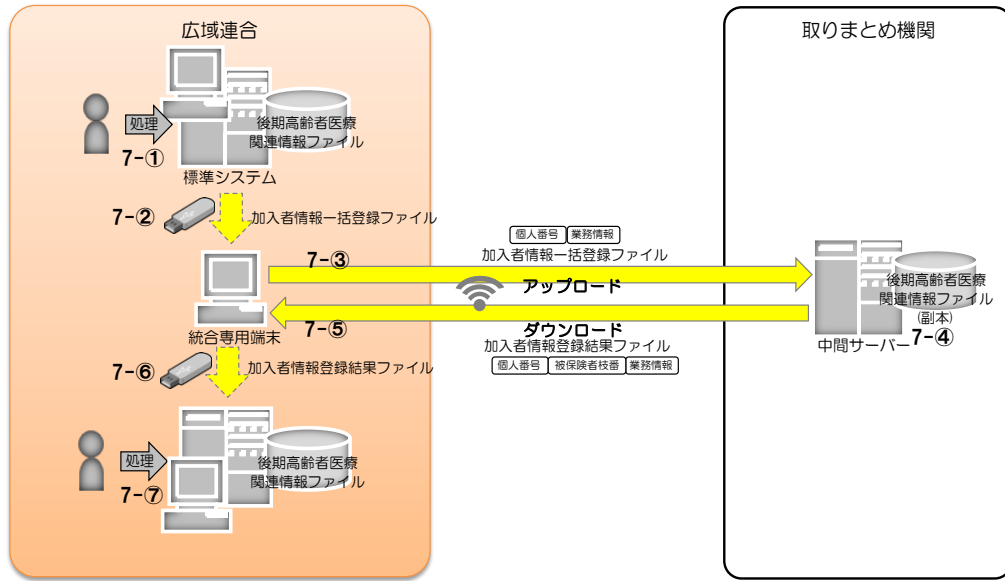 広域連合
取りまとめ機関
処理
後期高齢者医療
関連情報ファイル
7-①
標準システム
7-②
加入者情報一括登録ファイル
個人番号 業務情報
7-③
加入者情報一括登録ファイル
アップロード
後期高齢者医療
関連情報ファイル
(副本)
7-④
中間サーバー
7-⑤
ダウンロード
統合専用端末
加入者情報登録結果ファイル
個人番号 被保険者枝番 業務情報
7-⑥
加入者情報登録結果ファイル
処理
後期高齢者医療
関連情報ファイル
7-⑦